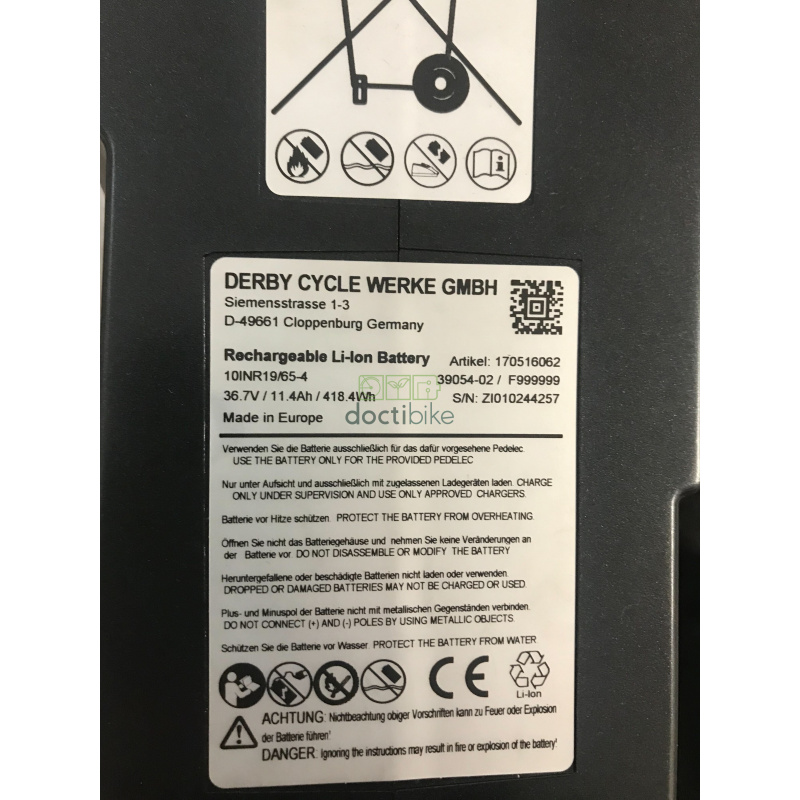 DERBY CYCLE WERKE GMBH
Siemensstrasse 1-3
D-49661 Cloppenburg Germany
Rechargeable Li-Ion Battery Artikel: 170516062
10INR19/65-4 39054-02 / F999999
36.7V / 11.4Ah / 418.4Wh S/N: ZI010244257
Made in Europe
doctibike
Verwenden Sie die Batterie ausschließlich für das dafür vorgesehene Pedelec.
USE THE BATTERY ONLY FOR THE PROVIDED PEDELEC
Nur unter Aufsicht und ausschließlich mit zugelassenen Ladegeräten laden. CHARGE
ONLY UNDER SUPERVISION AND USE ONLY APPROVED CHARGERS.
Batterie vor Hitze schützen. PROTECT THE BATTERY FROM OVERHEATING.
Öffnen Sie nicht das Batteriegehäuse und nehmen Sie keine Veränderungen an
der Batterie vor. DO NOT DISASSEMBLE OR MODIFY THE BATTERY
Heruntergefallene oder beschädigte Batterien nicht laden oder verwenden.
DROPPED OR DAMAGED BATTERIES MAY NOT BE CHARGED OR USED.
Plus- und Minuspol der Batterie nicht mit metallischen Gegenständen verbinden.
DO NOT CONNECT (+) AND (-) POLES BY USING METALLIC OBJECTS.
Schützen Sie die Batterie vor Wasser. PROTECT THE BATTERY FROM WATER
CE
Li-Ion
ACHTUNG: Nichtbeachtung obiger Vorschriften kann zu Feuer oder Explosion
der Batterie führen!
DANGER: Ignoring the instructions may result in fire or explosion of the battery!